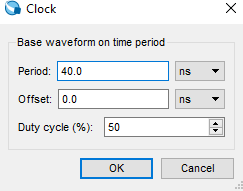 Clock
Base waveform on time period
Period: 40.0 ns
Offset: 0.0 ns
Duty cycle (%): 50
OK Cancel